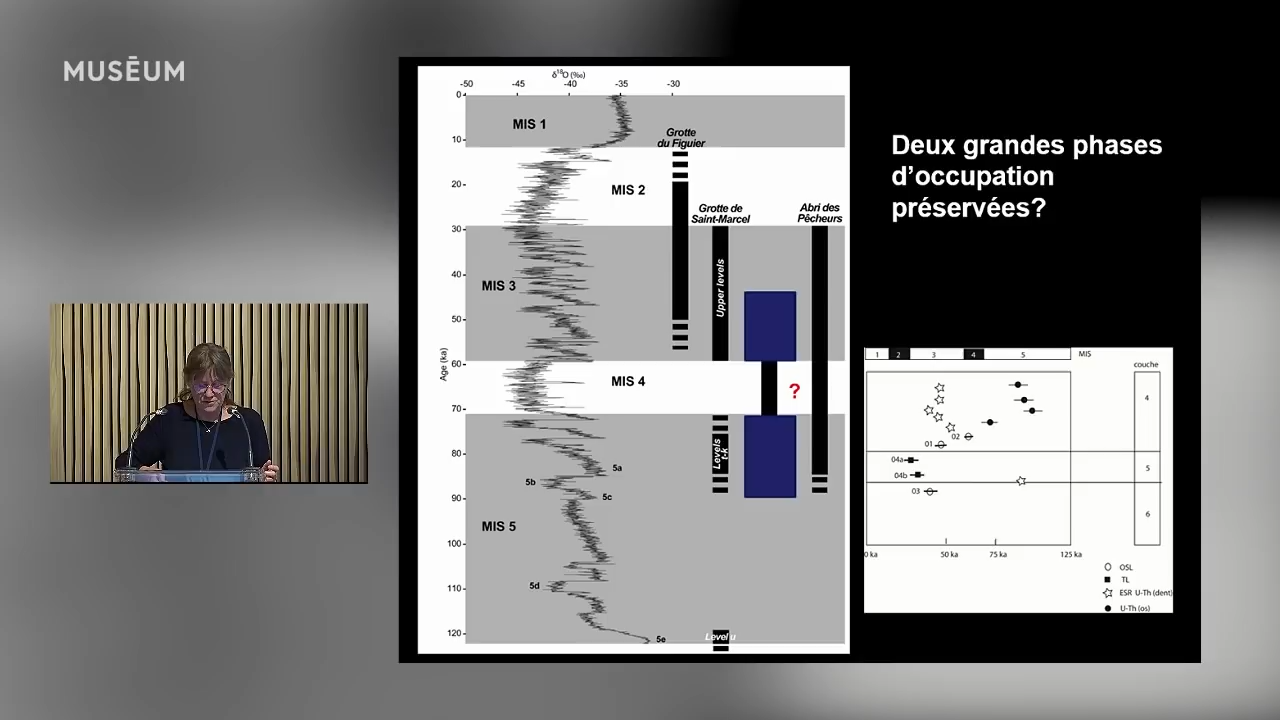 MUSĒUM
δ18O (‰)
-50 -45 -40 -35 -30
0
10
20
30
40
50
60
70
80
90
100
110
120
Age (ka)
MIS 1
MIS 2
MIS 3
MIS 4
MIS 5
5a
5b
5c
5d
5e
Grotte
du Figuier
Grotte de
Saint-Marcel
Abri des
Pêcheurs
Upper levels
Levels
t-k
Level u
?
Deux grandes phases
d'occupation
préservées?
1 2 3 4 5 MIS
couche
4
5
6
01
02
04a
04b
03
0 ka 50 ka 75 ka 125 ka
OSL
TL
ESR U-Th (dent)
U-Th (os)